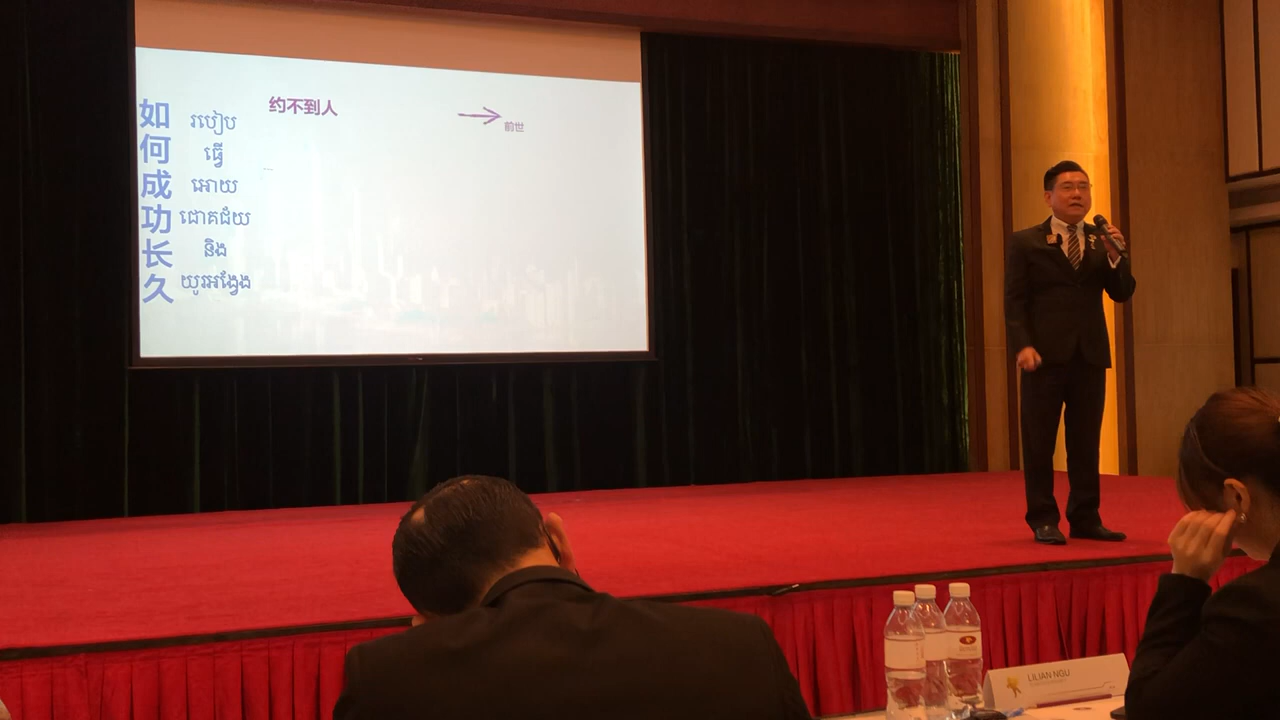 如何成功长久
របៀប
ធ្វើ
អោយ
ជោគជ័យ
និង
យូរអង្វែង
约不到人
前世
LILIAN NGU